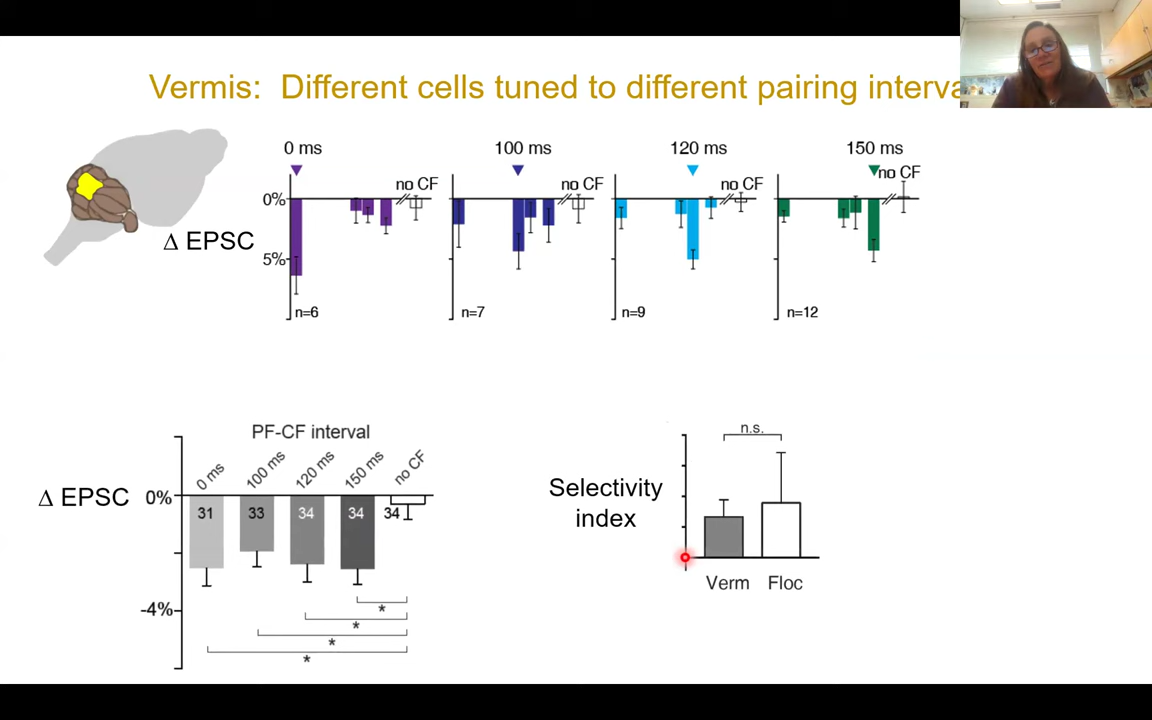 Vermis: Different cells tuned to different pairing interva
0 ms
100 ms
120 ms
150 ms
no CF
no CF
no CF
no CF
0%
Δ EPSC
5%
n=6
n=7
n=9
n=12
PF-CF interval
0 ms
100 ms
120 ms
150 ms
no CF
Δ EPSC
0%
31
33
34
34
34
-4%
*
*
*
*
n.s.
Selectivity
index
Verm
Floc